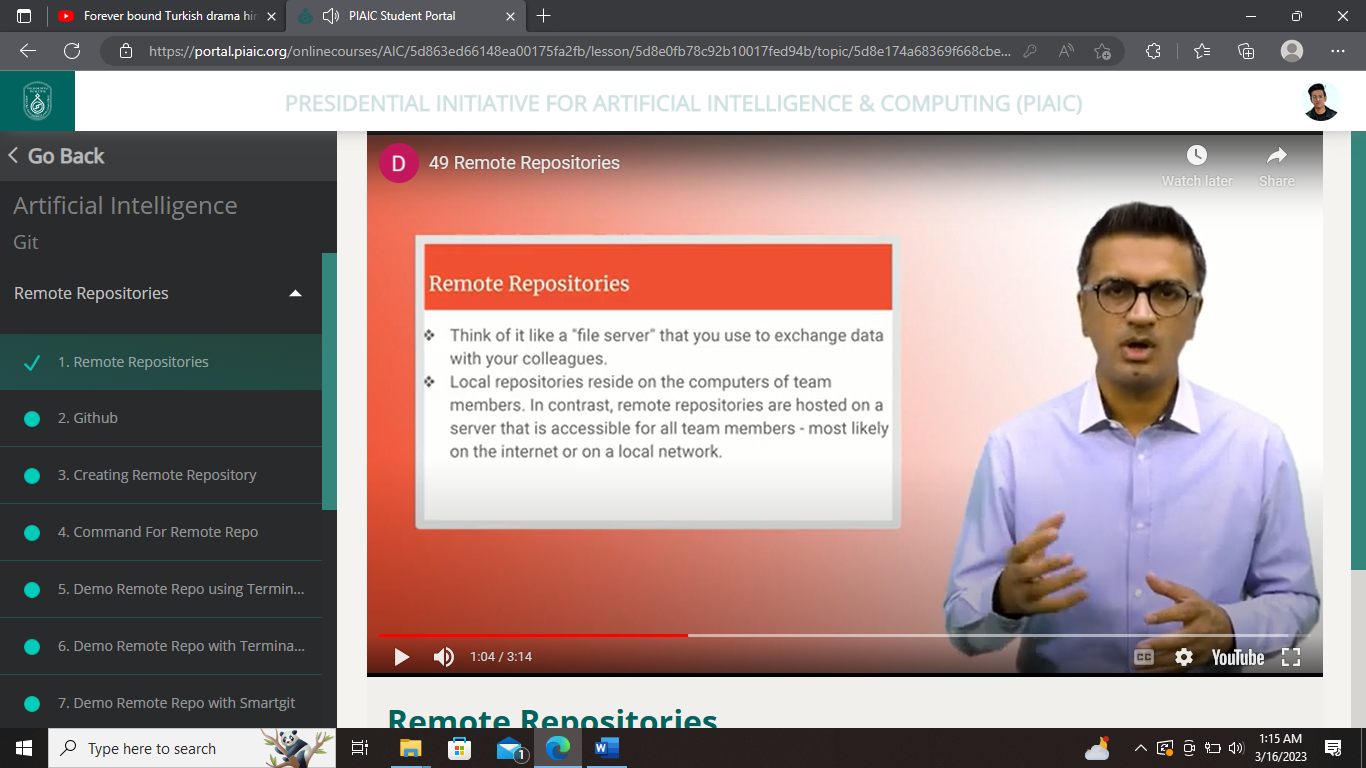 Forever bound Turkish drama hin
PIAIC Student Portal
https://portal.piaic.org/onlinecourses/AIC/5d863ed66148ea00175fa2fb/lesson/5d8e0fb78c92b10017fed94b/topic/5d8e174a68369f668cbe...
PRESIDENTIAL INITIATIVE FOR ARTIFICIAL INTELLIGENCE & COMPUTING (PIAIC)
Go Back
Artificial Intelligence
Git
Remote Repositories
1. Remote Repositories
2. Github
3. Creating Remote Repository
4. Command For Remote Repo
5. Demo Remote Repo using Termin...
6. Demo Remote Repo with Termina...
7. Demo Remote Repo with Smartgit
D
49 Remote Repositories
Watch later
Share
Remote Repositories
❖ Think of it like a "file server" that you use to exchange data
with your colleagues.
❖ Local repositories reside on the computers of team
members. In contrast, remote repositories are hosted on a
server that is accessible for all team members - most likely
on the internet or on a local network.
1:04 / 3:14
CC
YouTube
Remote Repositories
Type here to search
1
W
1:15 AM
3/16/2023